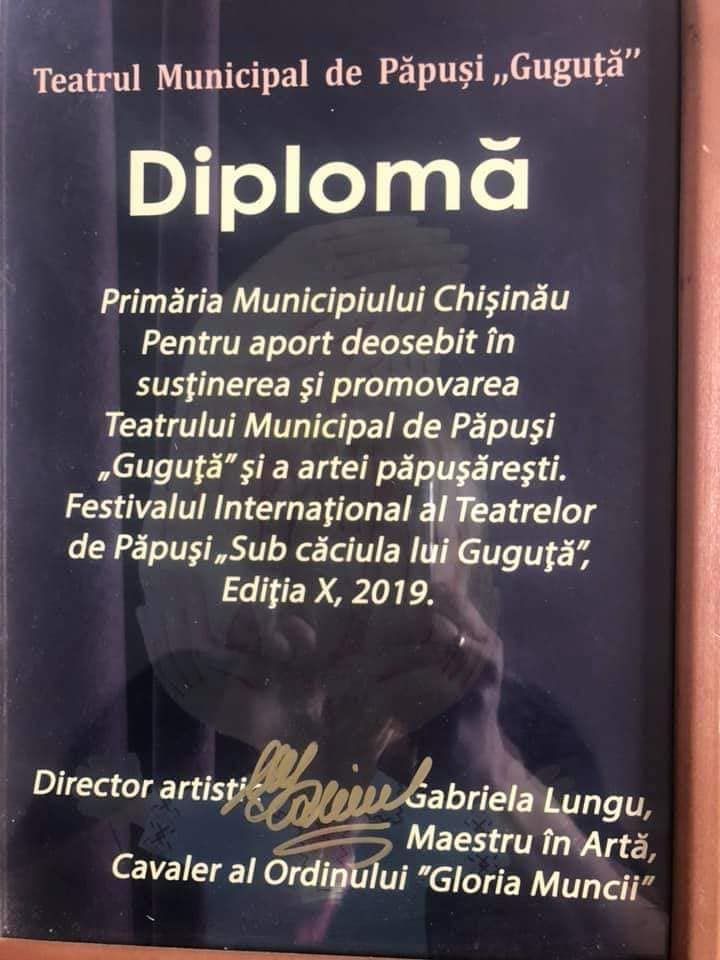 Teatrul Municipal de Păpuși „Guguță”
Diplomă
Primăria Municipiului Chişinău
Pentru aport deosebit în
susţinerea şi promovarea
Teatrului Municipal de Păpuşi
„Guguţă” şi a artei păpuşăreşti.
Festivalul Internaţional al Teatrelor
de Păpuşi „Sub căciula lui Guguţă”,
Ediţia X, 2019.
Director artistic Gabriela Lungu,
Maestru în Artă,
Cavaler al Ordinului ”Gloria Muncii”